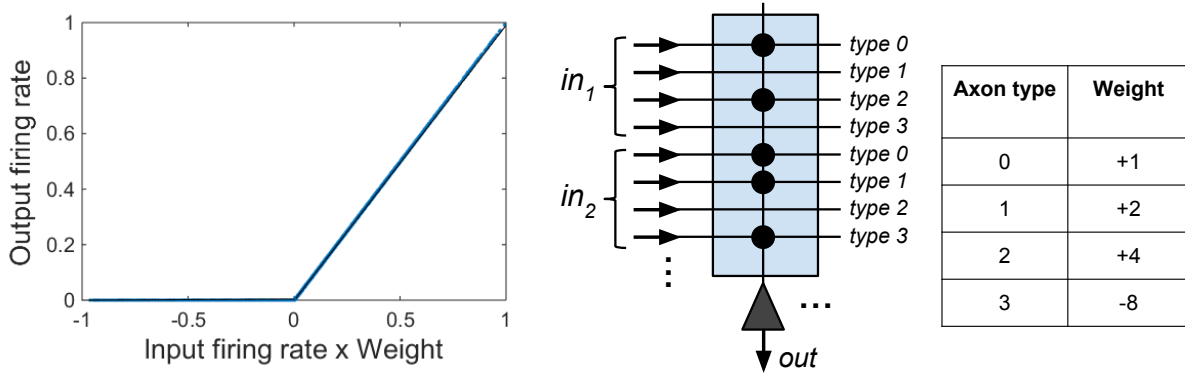 1
0.8
0.6
0.4
0.2
0
-1
-0.5
0
0.5
1
Output firing rate
Input firing rate x Weight
in1
in2
type 0
type 1
type 2
type 3
type 0
type 1
type 2
type 3
out
...
Axon type Weight
0 +1
1 +2
2 +4
3 -8